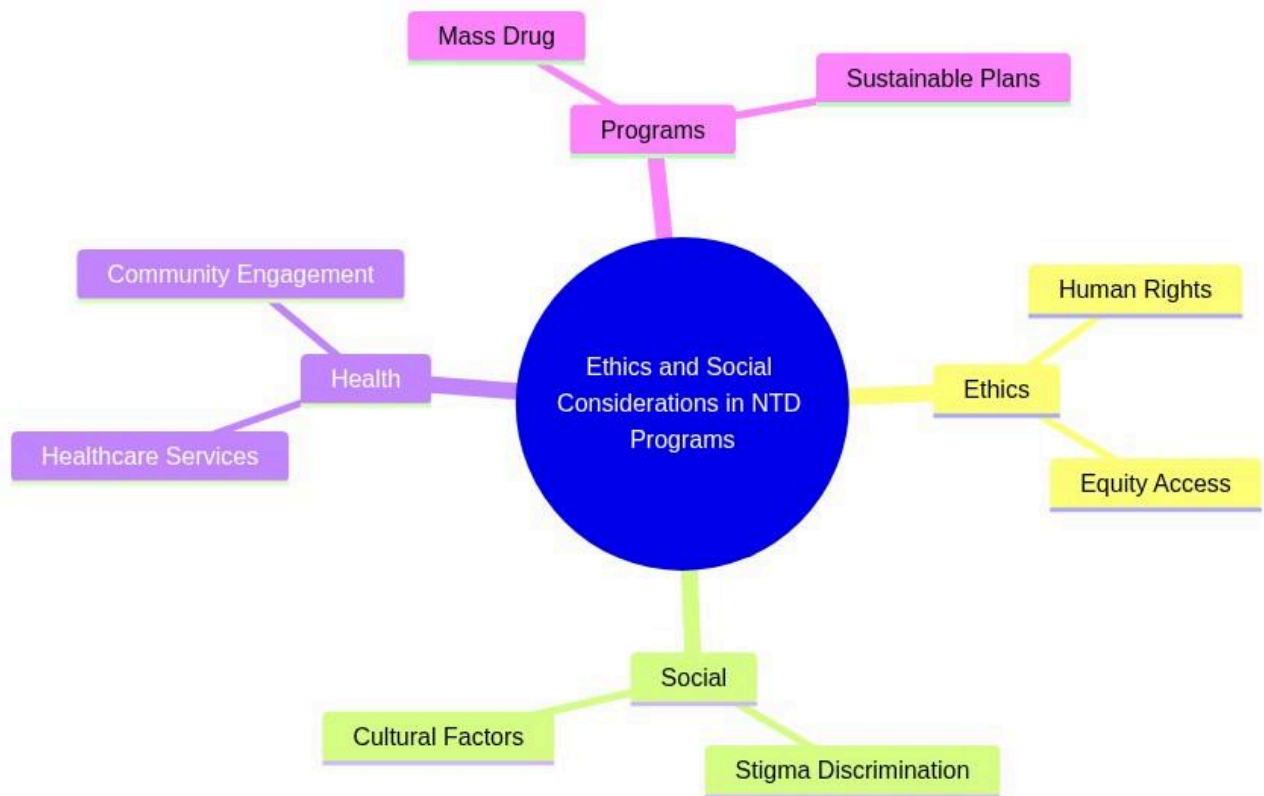 Mass Drug
Sustainable Plans
Programs
Community Engagement
Human Rights
Ethics and Social
Considerations in NTD
Programs
Health
Ethics
Healthcare Services
Equity Access
Social
Cultural Factors
Stigma Discrimination